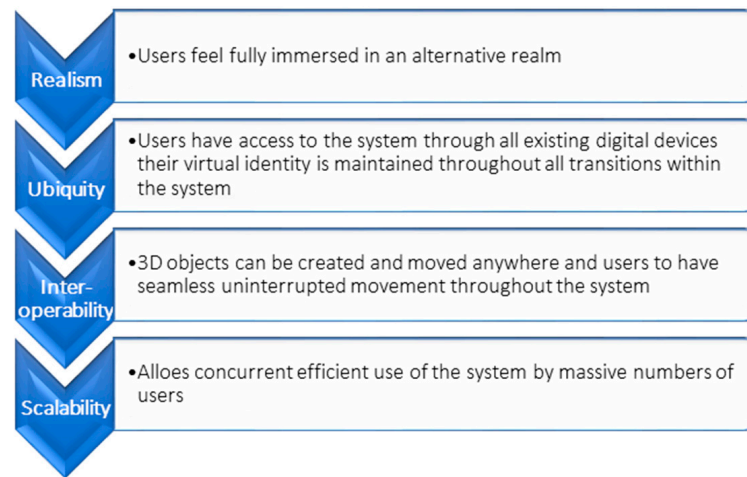 Realism
•Users feel fully immersed in an alternative realm
Ubiquity
•Users have access to the system through all existing digital devices
their virtual identity is maintained throughout all transitions within
the system
Inter-
operability
•3D objects can be created and moved anywhere and users to have
seamless uninterrupted movement throughout the system
Scalability
•Alloes concurrent efficient use of the system by massive numbers of
users